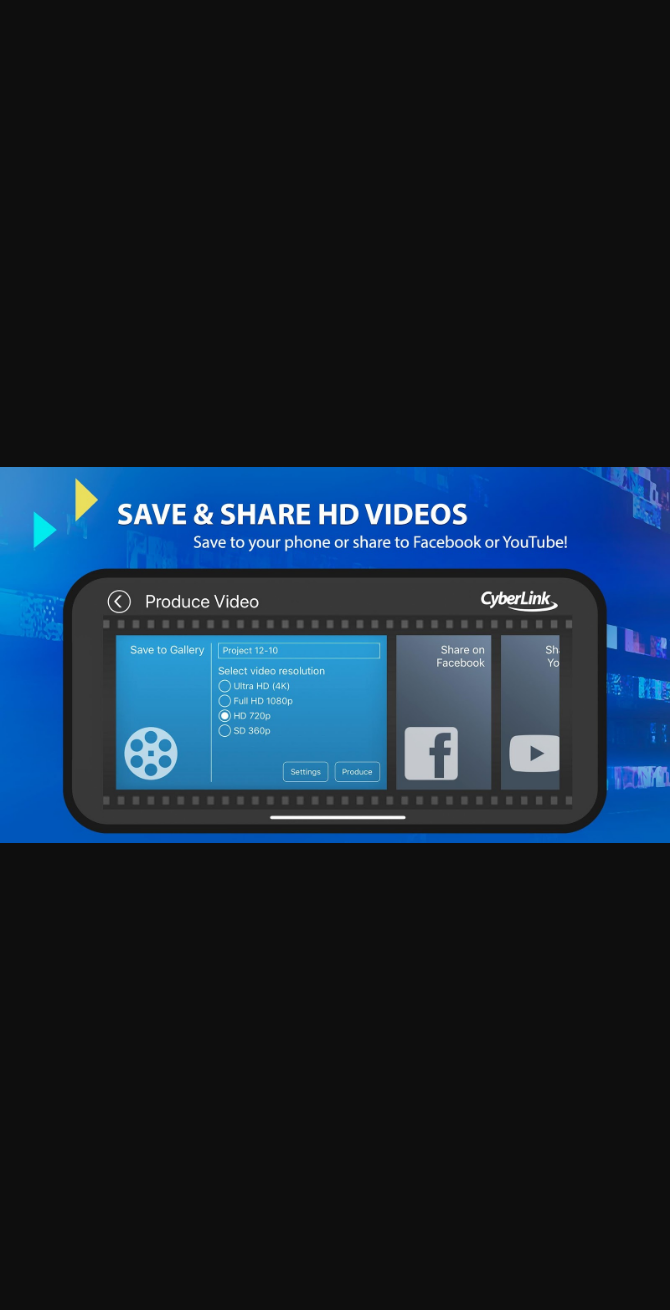 SAVE & SHARE HD VIDEOS
Save to your phone or share to Facebook or YouTube!
Produce Video
CyberLink
Save to Gallery
Project 12-10
Select video resolution
Ultra HD (4K)
Full HD 1080p
HD 720p
SD 360p
Settings
Produce
Share on
Facebook
Sh
Yo